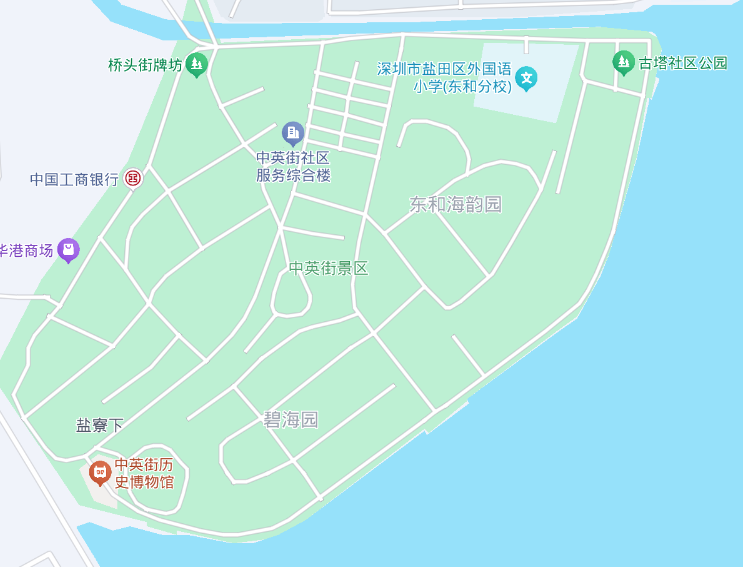 桥头街牌坊
深圳市盐田区外国语
小学(东和分校)
古塔社区公园
中英街社区
服务综合楼
中国工商银行
东和海韵园
华港商场
中英街景区
碧海园
盐寮下
中英街历
史博物馆